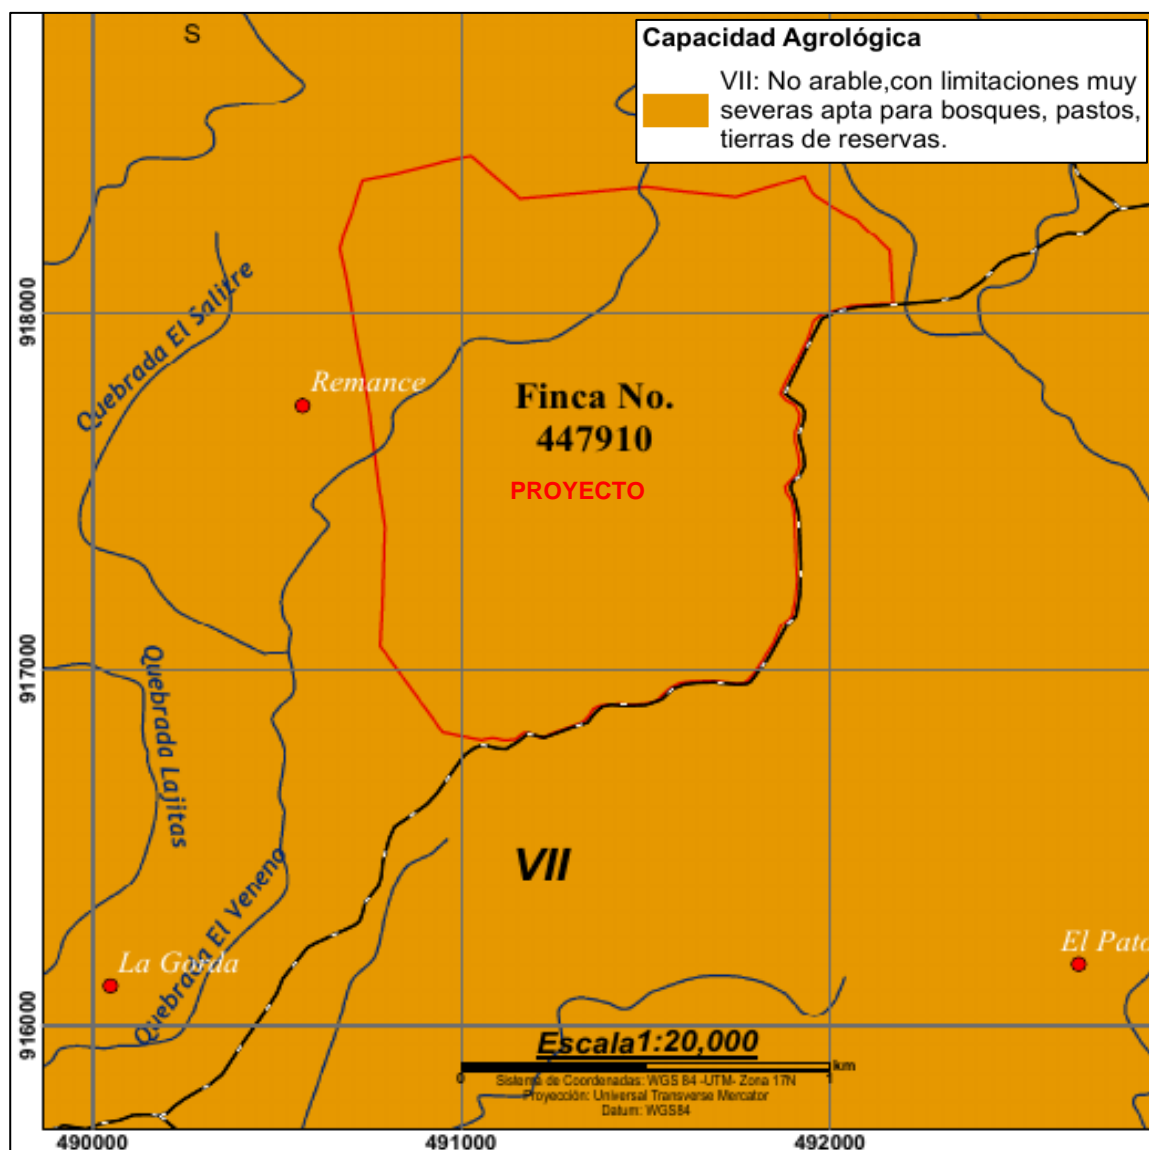 S
Capacidad Agrológica
VII: No arable,con limitaciones muy
severas apta para bosques, pastos,
tierras de reservas.
918000
Quebrada El Salitre
Remance
Finca No.
447910
PROYECTO
917000
Quebrada Lajitas
VII
Quebrada El Veneno
La Gorda
El Pato
916000
Escala1:20,000
km
0
1
Sistema de Coordenadas: WGS 84 -UTM- Zona 17N
Proyección: Universal Transverse Mercator
Datum: WGS84
490000
491000
492000